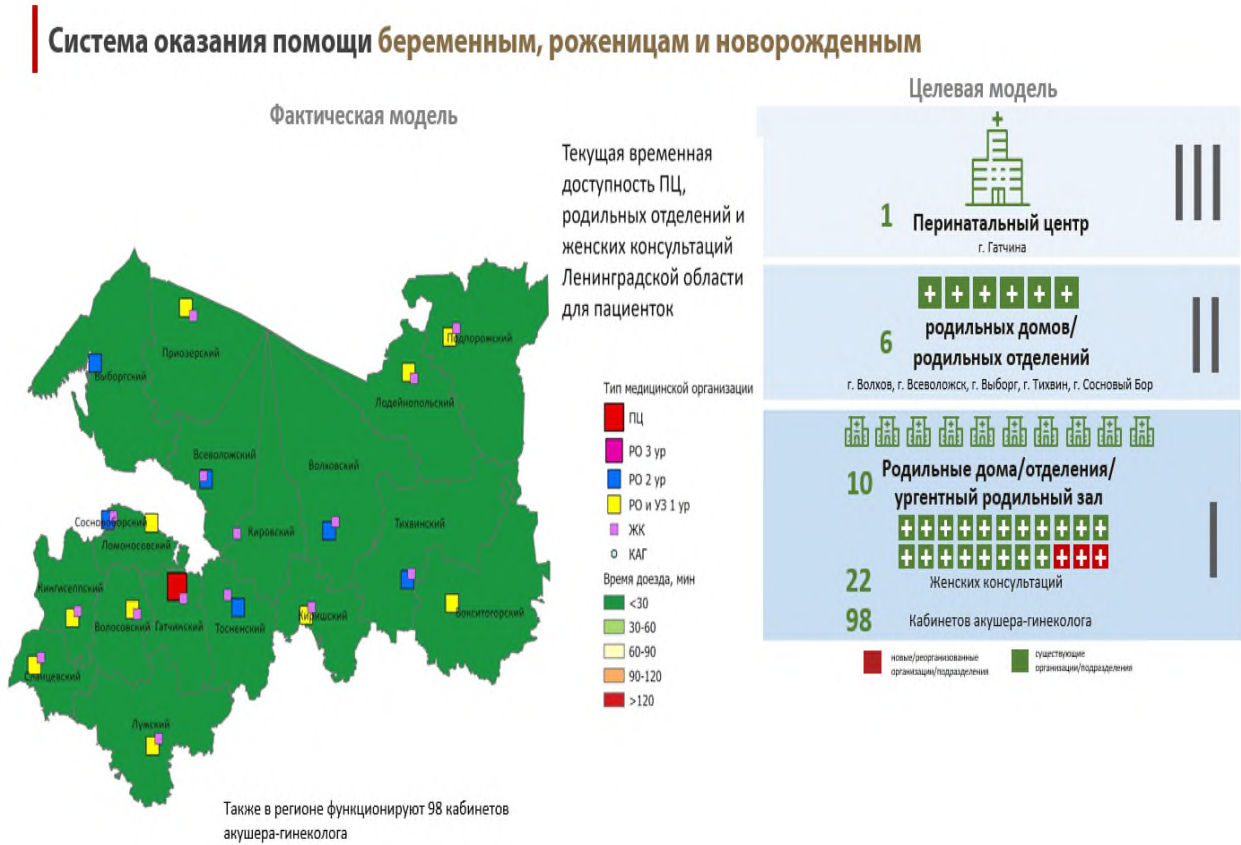 Система оказания помощи беременным, роженицам и новорожденным
Фактическая модель
Текущая временная
доступность ПЦ,
родильных отделений и
женских консультаций
Ленинградской области
для пациенток
Подпорожский
Приозерский
Выборгский
Лодейнопольский
Всеволожский
Волховский
Сосновоборский
Кировский
Тихвинский
Ломоносовский
Кингисеппский
Волосовский
Гатчинский
Тосненский
Киришский
Бокситогорский
Сланцевский
Лужский
Тип медицинской организации
ПЦ
РО 3 ур
РО 2 ур
РО и УЗ 1 ур
ЖК
КАГ
Время доезда, мин
<30
30-60
60-90
90-120
>120
Также в регионе функционируют 98 кабинетов
акушера-гинеколога
Целевая модель
1
Перинатальный центр
г. Гатчина
III
6
родильных домов/
родильных отделений
г. Волхов, г. Всеволожск, г. Выборг, г. Тихвин, г. Сосновый Бор
II
10
Родильные дома/отделения/
ургентный родильный зал
I
22
Женских консультаций
98
Кабинетов акушера-гинеколога
новые/реорганизованные
организации/подразделения
существующие
организации/подразделения